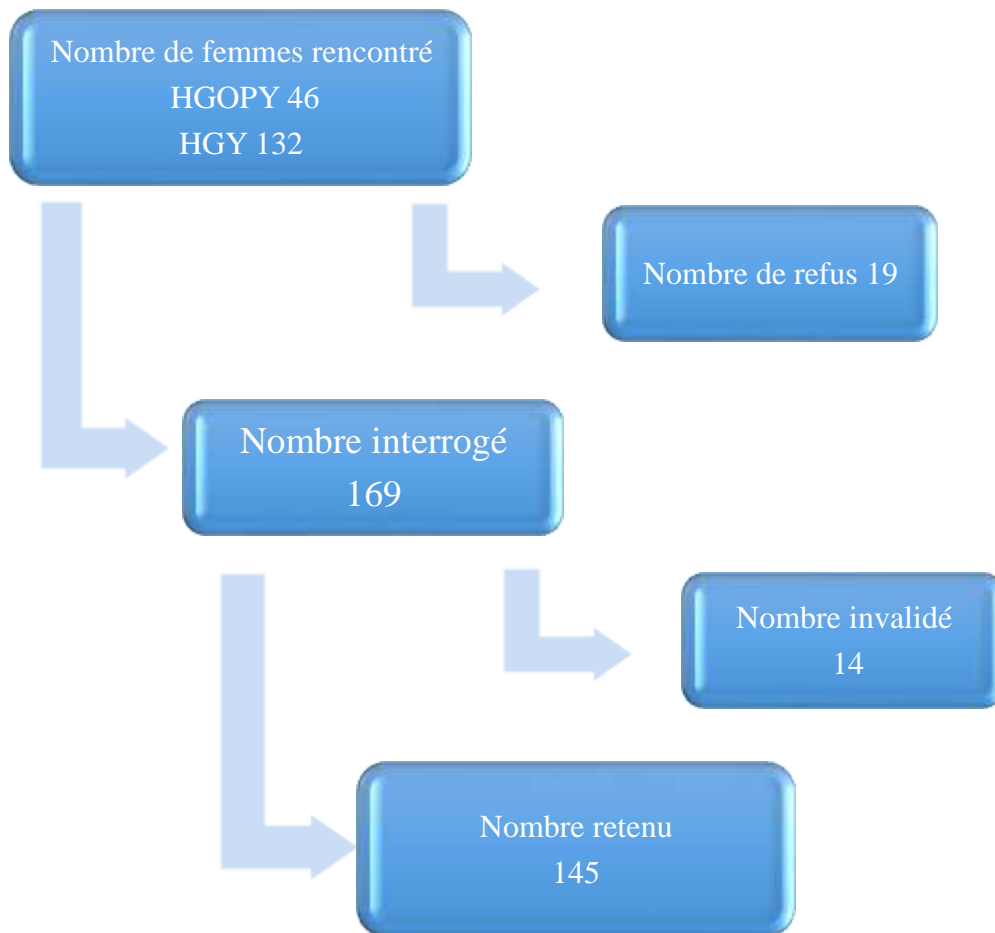 Nombre de femmes rencontré
HGOPY 46
HGY 132
Nombre de refus 19
Nombre interrogé
169
Nombre invalidé
14
Nombre retenu
145